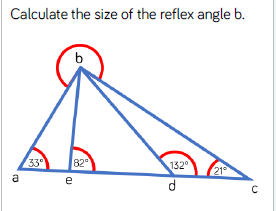 Calculate the size of the reflex angle b.
b
33° 82° 132° 21°
a e d c